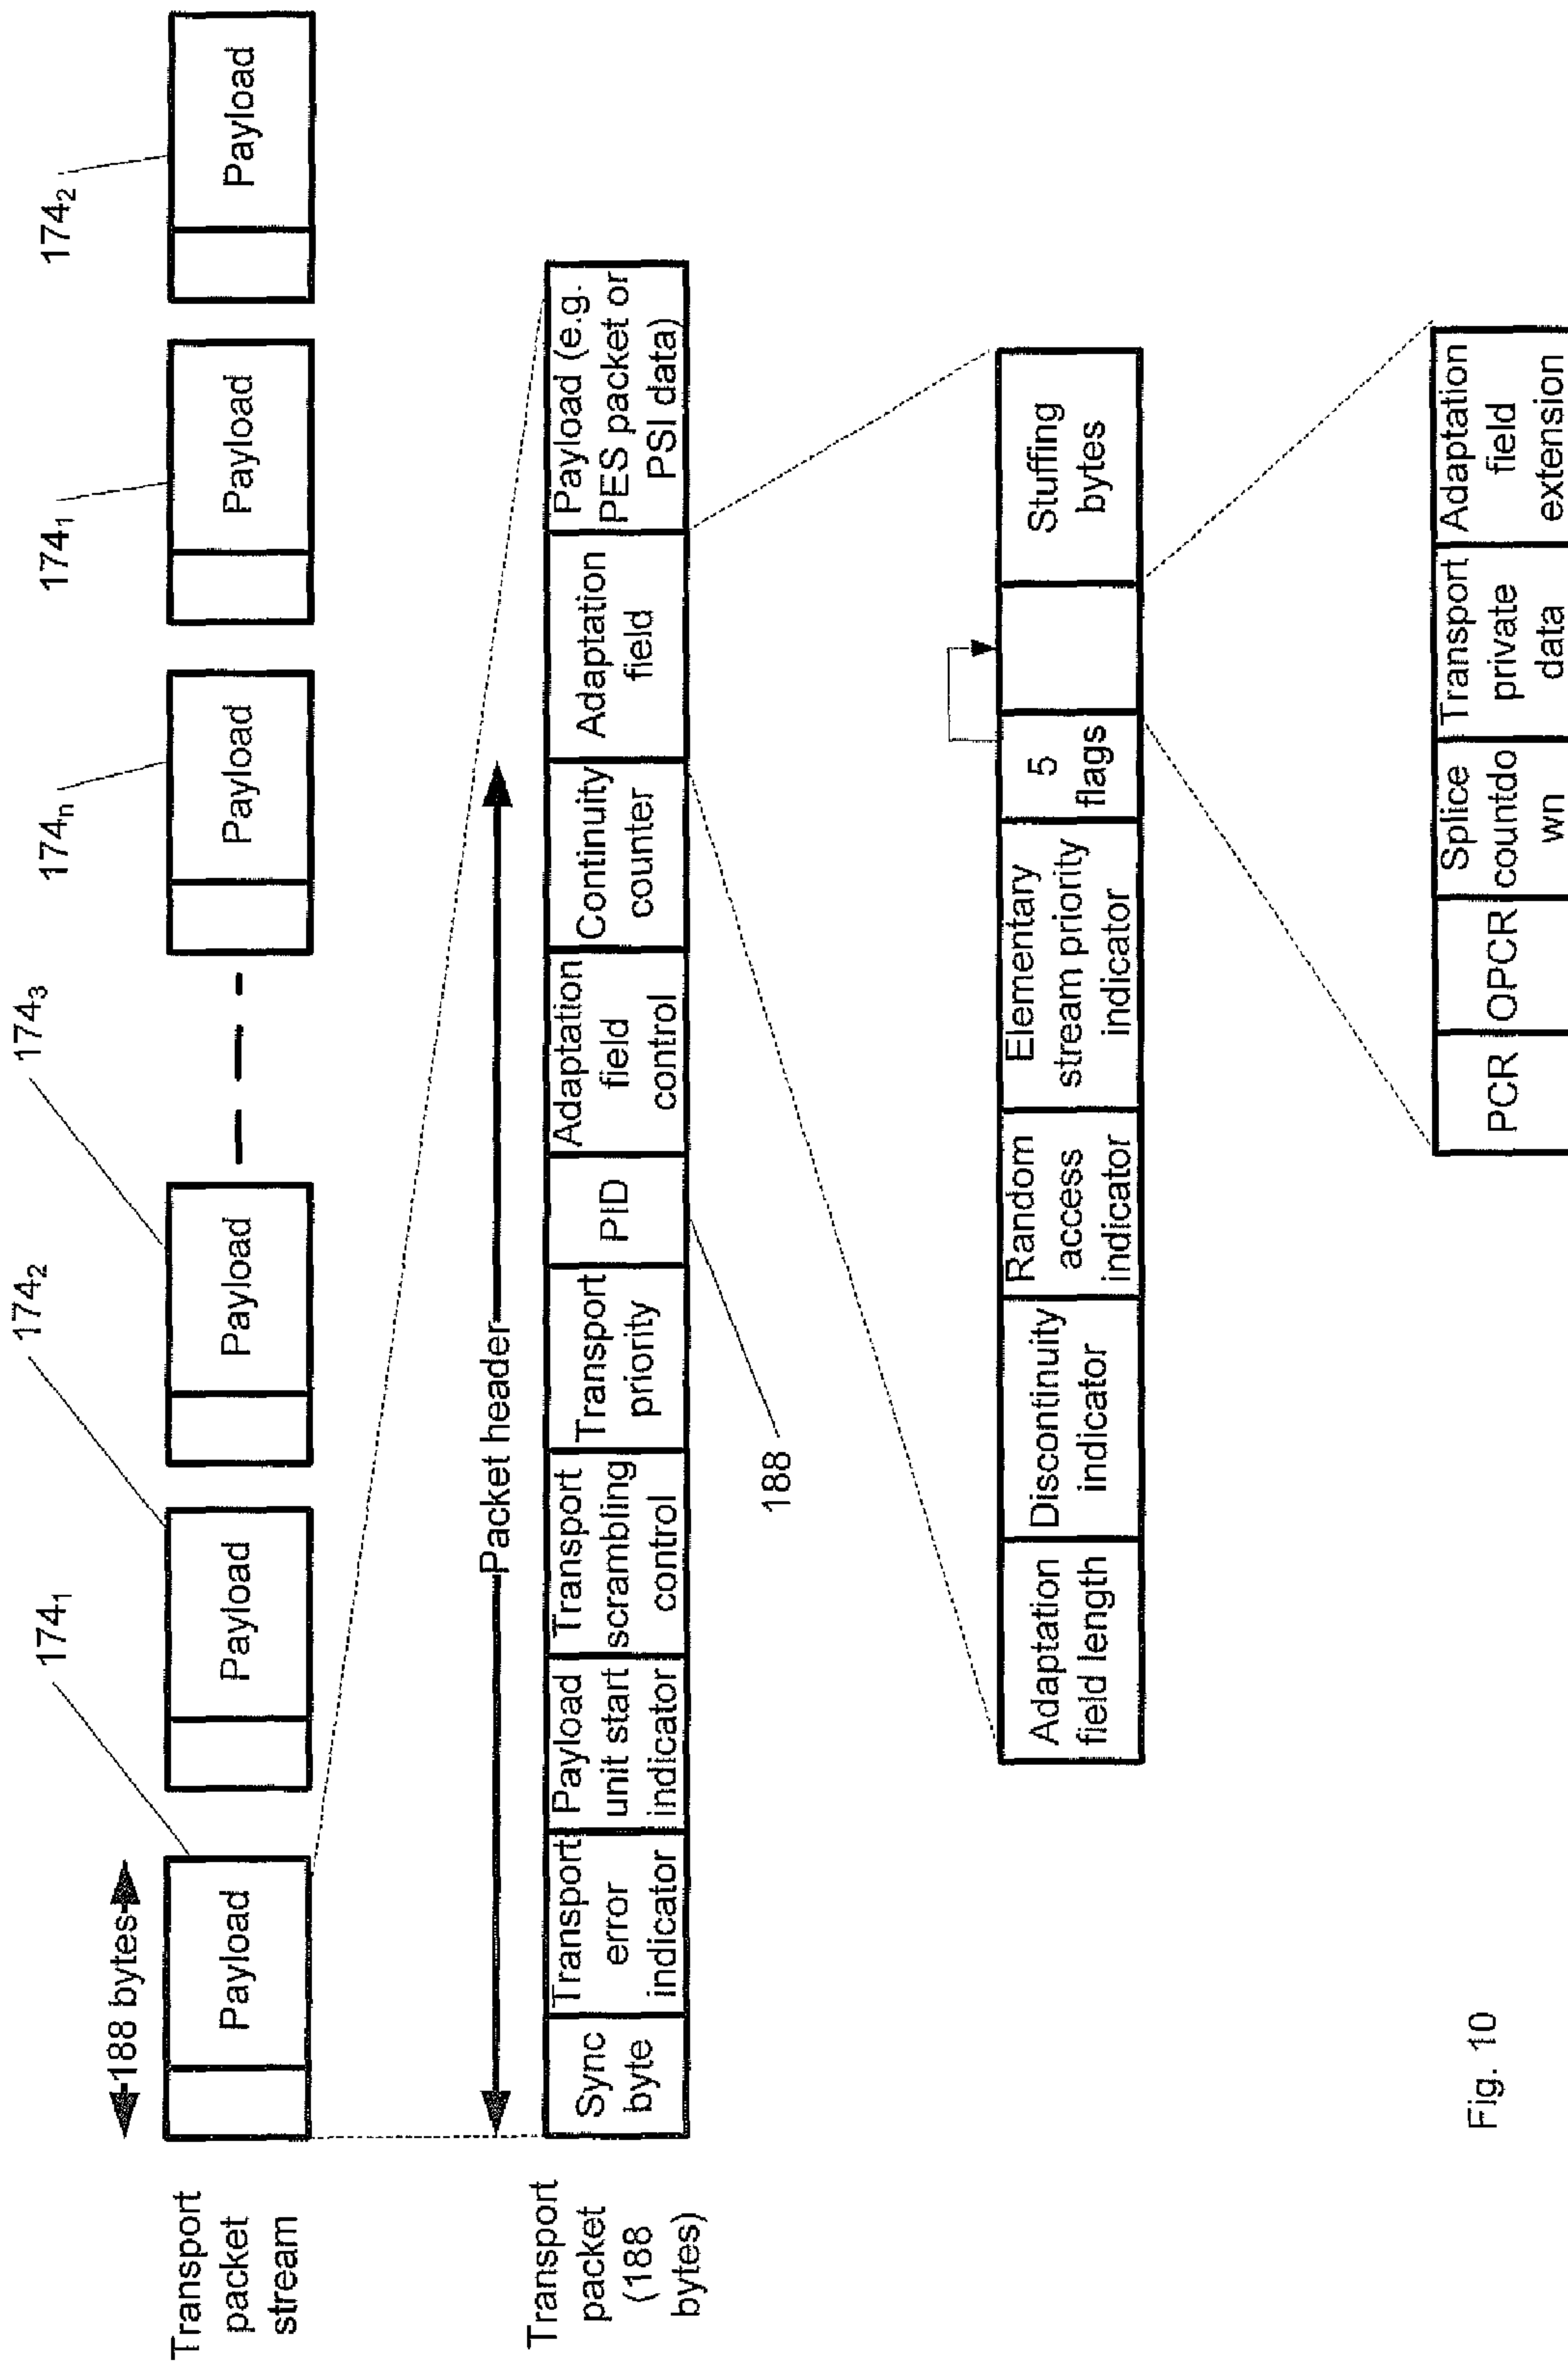 174₁
174₂
174₃
174ₙ
174₁
174₂
188 bytes
Transport
packet
stream
Payload
Payload
Payload
Payload
Payload
Payload
Packet header
Transport
packet
(188
bytes)
Sync
byte
Transport
error
indicator
Payload
unit start
indicator
Transport
scrambling
control
Transport
priority
PID
Adaptation
field
control
Continuity
counter
Adaptation
field
Payload (e.g.
PES packet or
PSI data)
188
Adaptation
field length
Discontinuity
indicator
Random
access
indicator
Elementary
stream priority
indicator
5
flags
Stuffing
bytes
PCR
OPCR
Splice
countdo
wn
Transport
private
data
Adaptation
field
extension
Fig. 10